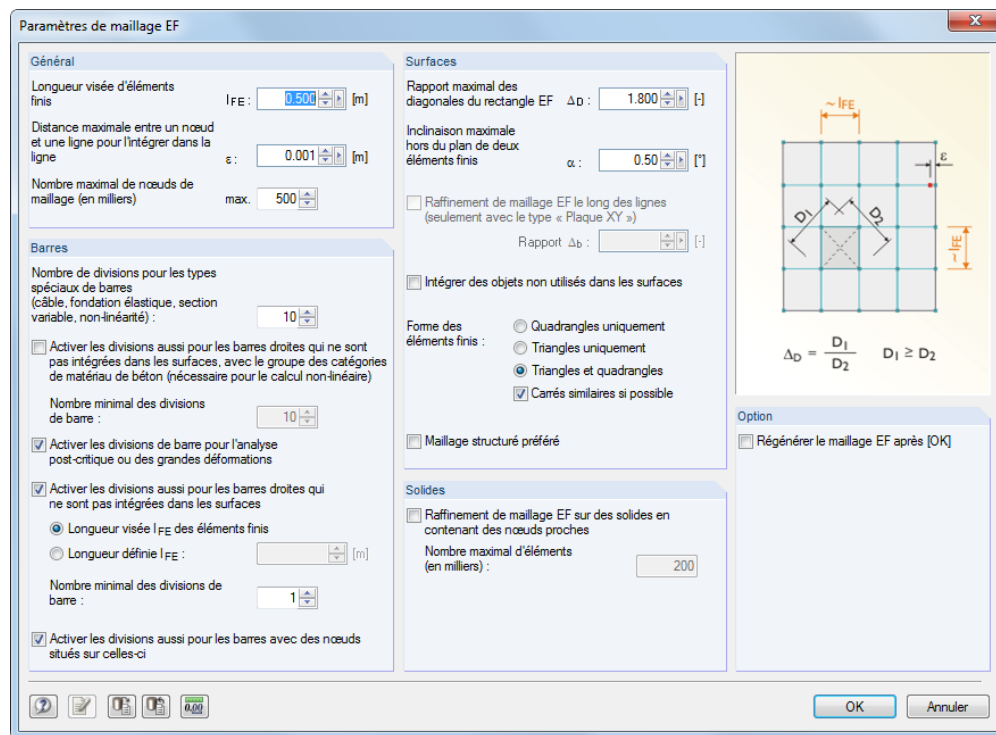 Paramètres de maillage EF
Général
Longueur visée d'éléments
finis
lFE : 0.500 [m]
Distance maximale entre un nœud
et une ligne pour l'intégrer dans la
ligne
ε : 0.001 [m]
Nombre maximal de nœuds de
maillage (en milliers)
max. 500
Barres
Nombre de divisions pour les types
spéciaux de barres
(câble, fondation élastique, section
variable, non-linéarité) : 10
Activer les divisions aussi pour les barres droites qui ne sont
pas intégrées dans les surfaces, avec le groupe des catégories
de matériau de béton (nécessaire pour le calcul non-linéaire)
Nombre minimal des divisions
de barre : 10
Activer les divisions de barre pour l'analyse
post-critique ou des grandes déformations
Activer les divisions aussi pour les barres droites qui
ne sont pas intégrées dans les surfaces
Longueur visée lFE des éléments finis
Longueur définie lFE : [m]
Nombre minimal des divisions de
barre : 1
Activer les divisions aussi pour les barres avec des nœuds
situés sur celles-ci
Surfaces
Rapport maximal des
diagonales du rectangle EF ΔD : 1.800 [-]
Inclinaison maximale
hors du plan de deux
éléments finis α : 0.50 [°]
Raffinement de maillage EF le long des lignes
(seulement avec le type « Plaque XY »)
Rapport Δb : [-]
Intégrer des objets non utilisés dans les surfaces
Forme des
éléments finis :
Quadrangles uniquement
Triangles uniquement
Triangles et quadrangles
Carrés similaires si possible
Maillage structuré préféré
Solides
Raffinement de maillage EF sur des solides en
contenant des nœuds proches
Nombre maximal d'éléments
(en milliers) : 200
~ lFE
ε
D1
D2
~ lFE
ΔD = D1 / D2 D1 ≥ D2
Option
Régénérer le maillage EF après [OK]
0.00
OK
Annuler